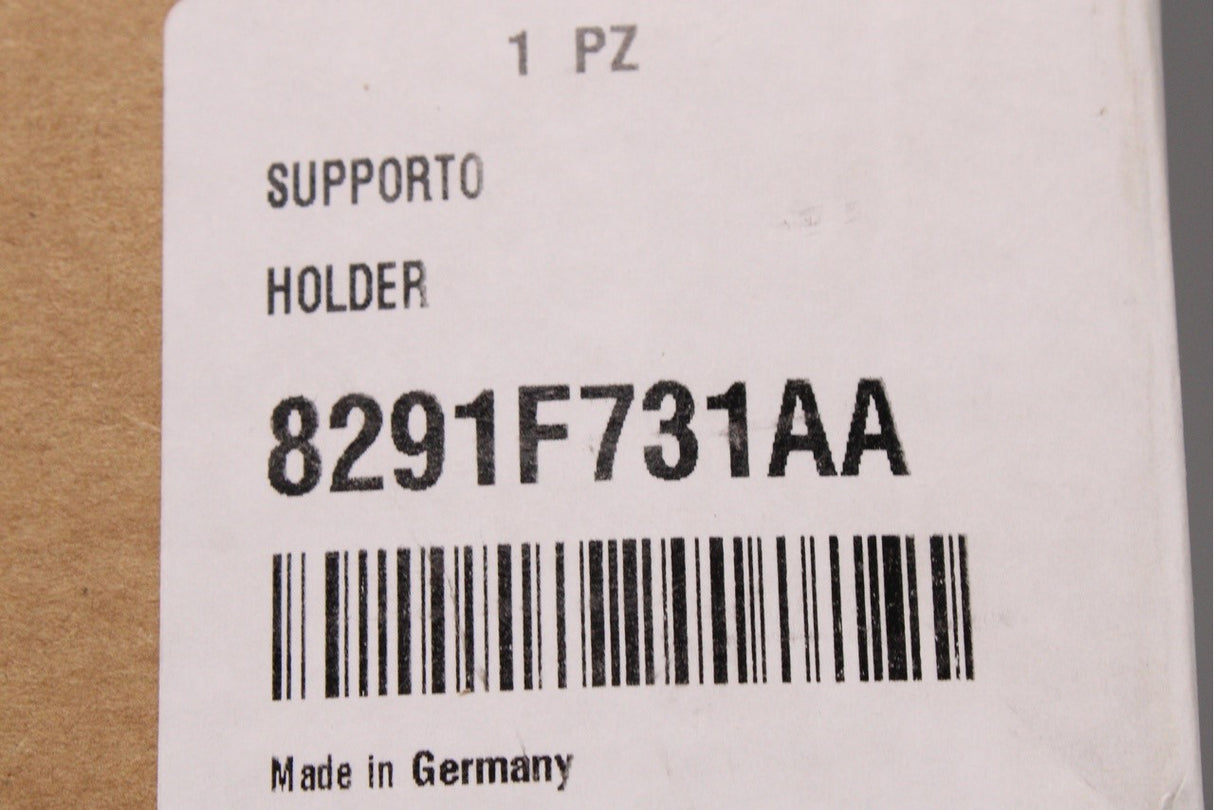 1 PZ
SUPPORTO
HOLDER
8291F731AA
Made in Germany